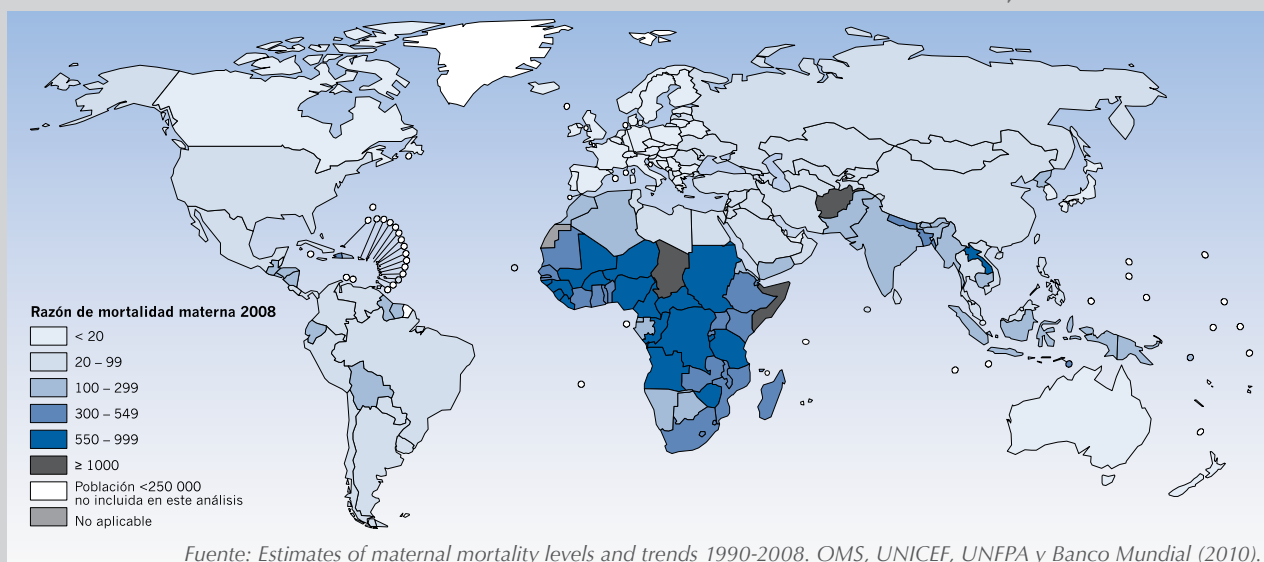 Razón de mortalidad materna 2008
< 20
20 – 99
100 – 299
300 – 549
550 – 999
≥ 1000
Población <250 000
no incluida en este análisis
No aplicable
Fuente: Estimates of maternal mortality levels and trends 1990-2008. OMS, UNICEF, UNFPA y Banco Mundial (2010).